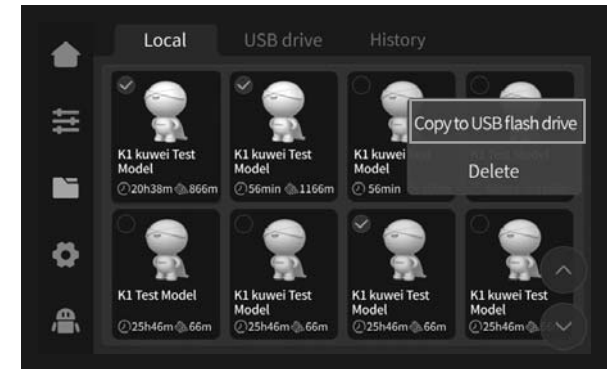 Local
USB drive
History
K1 kuwei Test
Model
20h38m 866m
K1 kuwei Test
Model
56min 1166m
K1 kuwei
Model
56min
Copy to USB flash drive
Delete
K1 Test Model
25h46m 66m
K1 kuwei Test
Model
25h46m 66m
K1 kuwei Test
Model
25h46m 66m
K1 kuwei Test
Model
25h46m